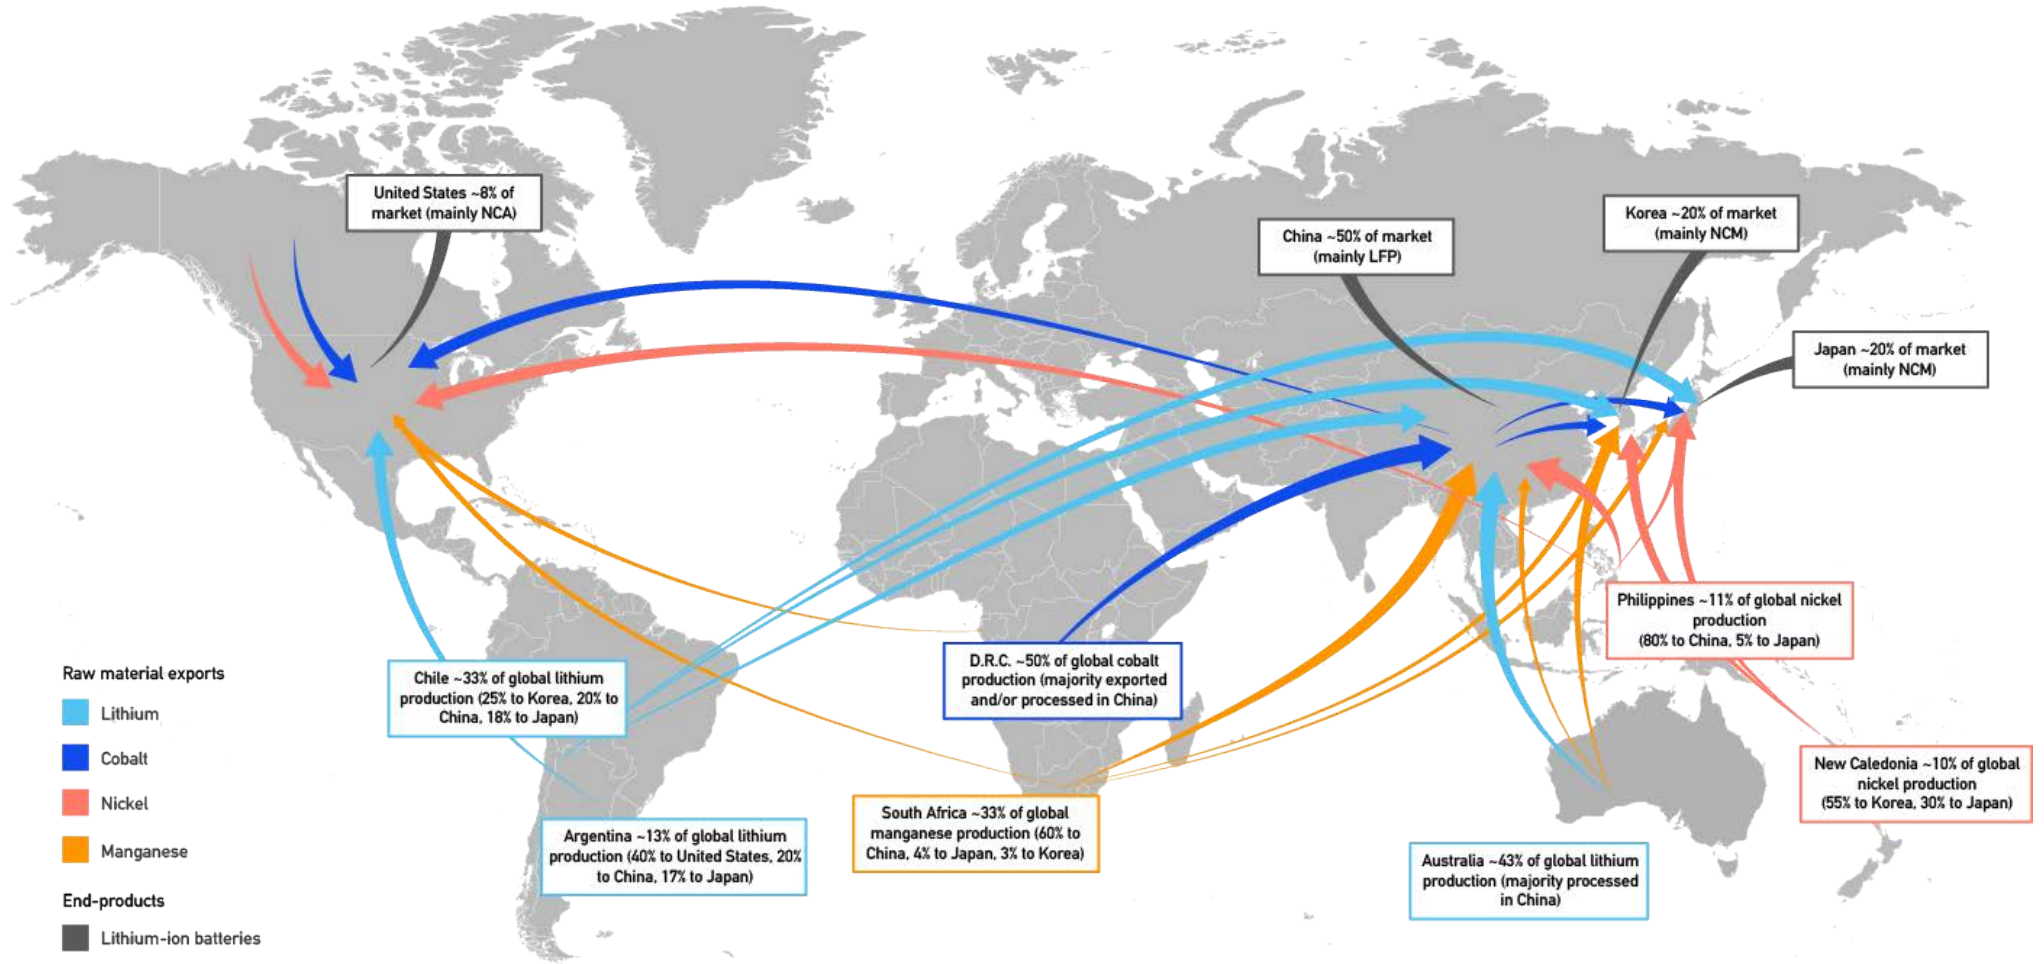 United States ~8% of
market (mainly NCA)
China ~50% of market
(mainly LFP)
Korea ~20% of market
(mainly NCM)
Japan ~20% of market
(mainly NCM)
Philippines ~11% of global nickel
production
(80% to China, 5% to Japan)
D.R.C. ~50% of global cobalt
production (majority exported
and/or processed in China)
Chile ~33% of global lithium
production (25% to Korea, 20% to
China, 18% to Japan)
New Caledonia ~10% of global
nickel production
(55% to Korea, 30% to Japan)
South Africa ~33% of global
manganese production (60% to
China, 4% to Japan, 3% to Korea)
Argentina ~13% of global lithium
production (40% to United States, 20%
to China, 17% to Japan)
Australia ~43% of global lithium
production (majority processed
in China)
Raw material exports
Lithium
Cobalt
Nickel
Manganese
End-products
Lithium-ion batteries